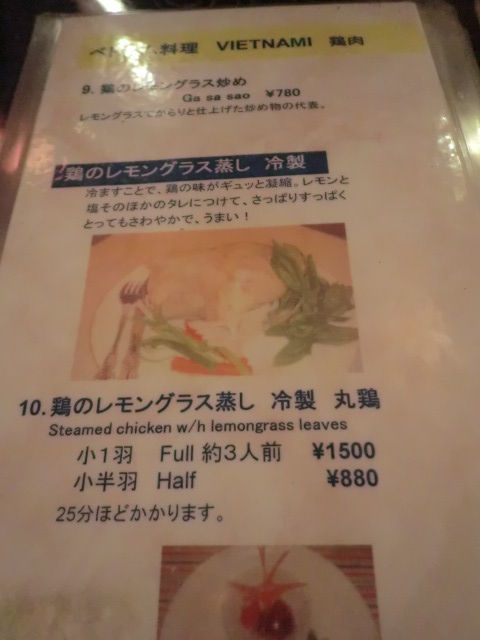 ベトナム料理 VIETNAMI 鶏肉
9. 鶏のレモングラス炒め
Ga sa sao ¥780
レモングラスでからりと仕上げた炒め物の代表。
鶏のレモングラス蒸し 冷製
冷ますことで、鶏の味がギュッと凝縮。レモンと
塩そのほかのタレにつけて、さっぱりすっぱく
とってもさわやかで、うまい！
10. 鶏のレモングラス蒸し 冷製 丸鶏
Steamed chicken w/h lemongrass leaves
小1羽 Full 約3人前 ¥1500
小半羽 Half ¥880
25分ほどかかります。